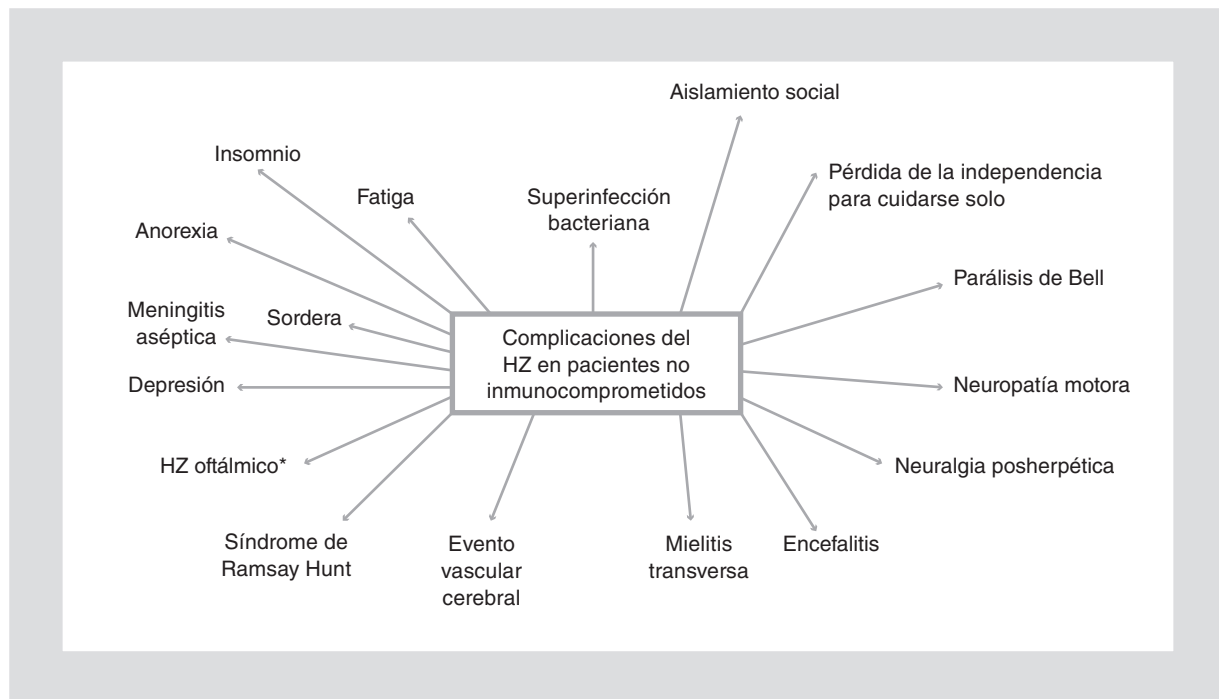 Aislamiento social
Insomnio
Pérdida de la independencia
para cuidarse solo
Fatiga
Superinfección
bacteriana
Anorexia
Parálisis de Bell
Meningitis
aséptica
Sordera
Complicaciones del
HZ en pacientes no
inmunocomprometidos
Depresión
Neuropatía motora
HZ oftálmico*
Neuralgia posherpética
Síndrome de
Ramsay Hunt
Evento
vascular
cerebral
Mielitis
transversa
Encefalitis